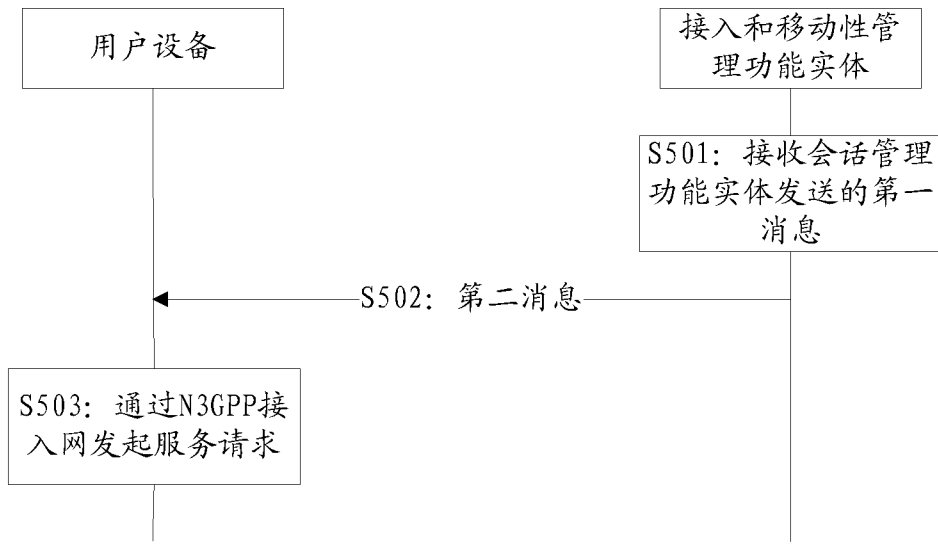 用户设备
接入和移动性管
理功能实体
S501: 接收会话管理
功能实体发送的第一
消息
S502: 第二消息
S503: 通过N3GPP接
入网发起服务请求